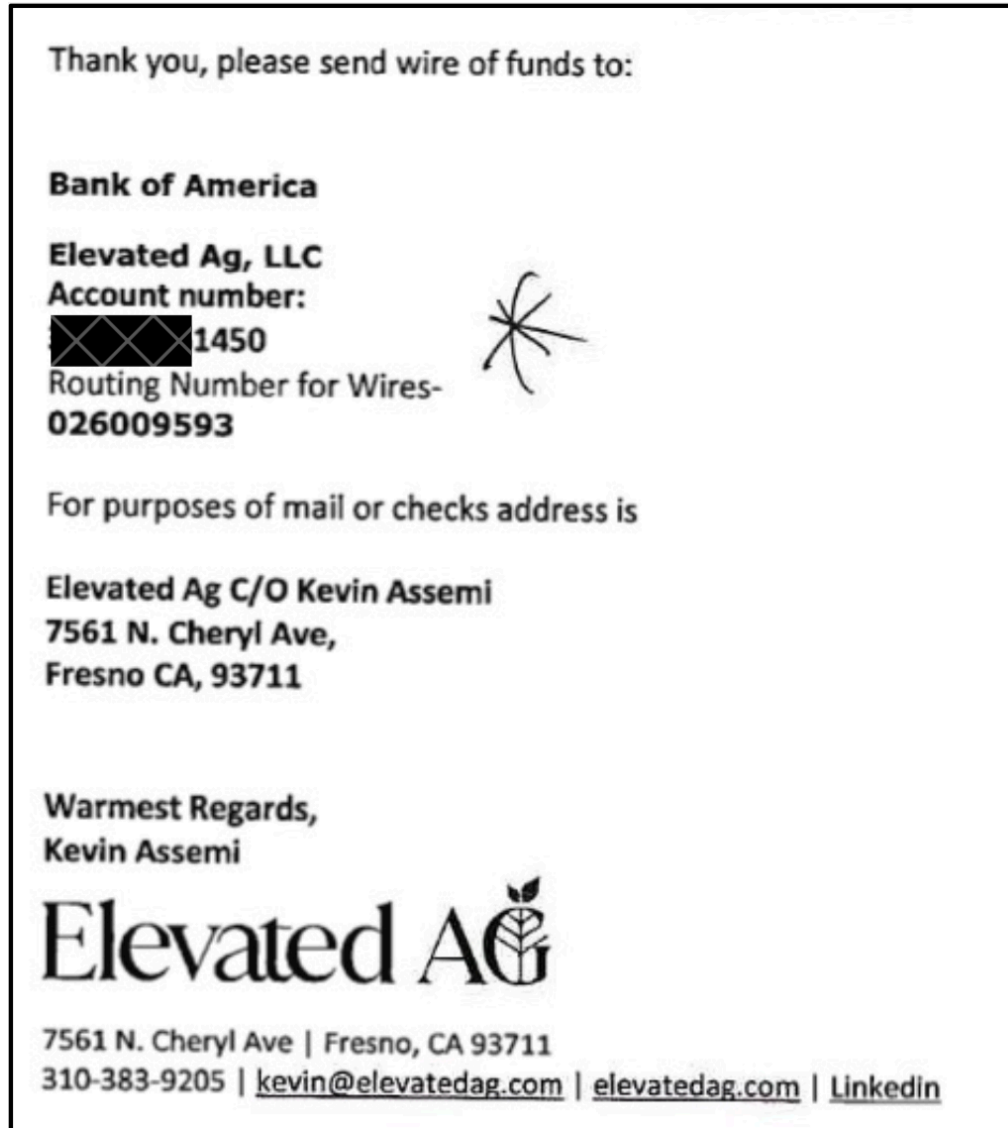 Thank you, please send wire of funds to:
Bank of America
Elevated Ag, LLC
Account number:
1450
Routing Number for Wires-
026009593
For purposes of mail or checks address is
Elevated Ag C/O Kevin Assemi
7561 N. Cheryl Ave,
Fresno CA, 93711
Warmest Regards,
Kevin Assemi
Elevated AG
7561 N. Cheryl Ave | Fresno, CA 93711
310-383-9205 | kevin@elevatedag.com | elevatedag.com | Linkedin